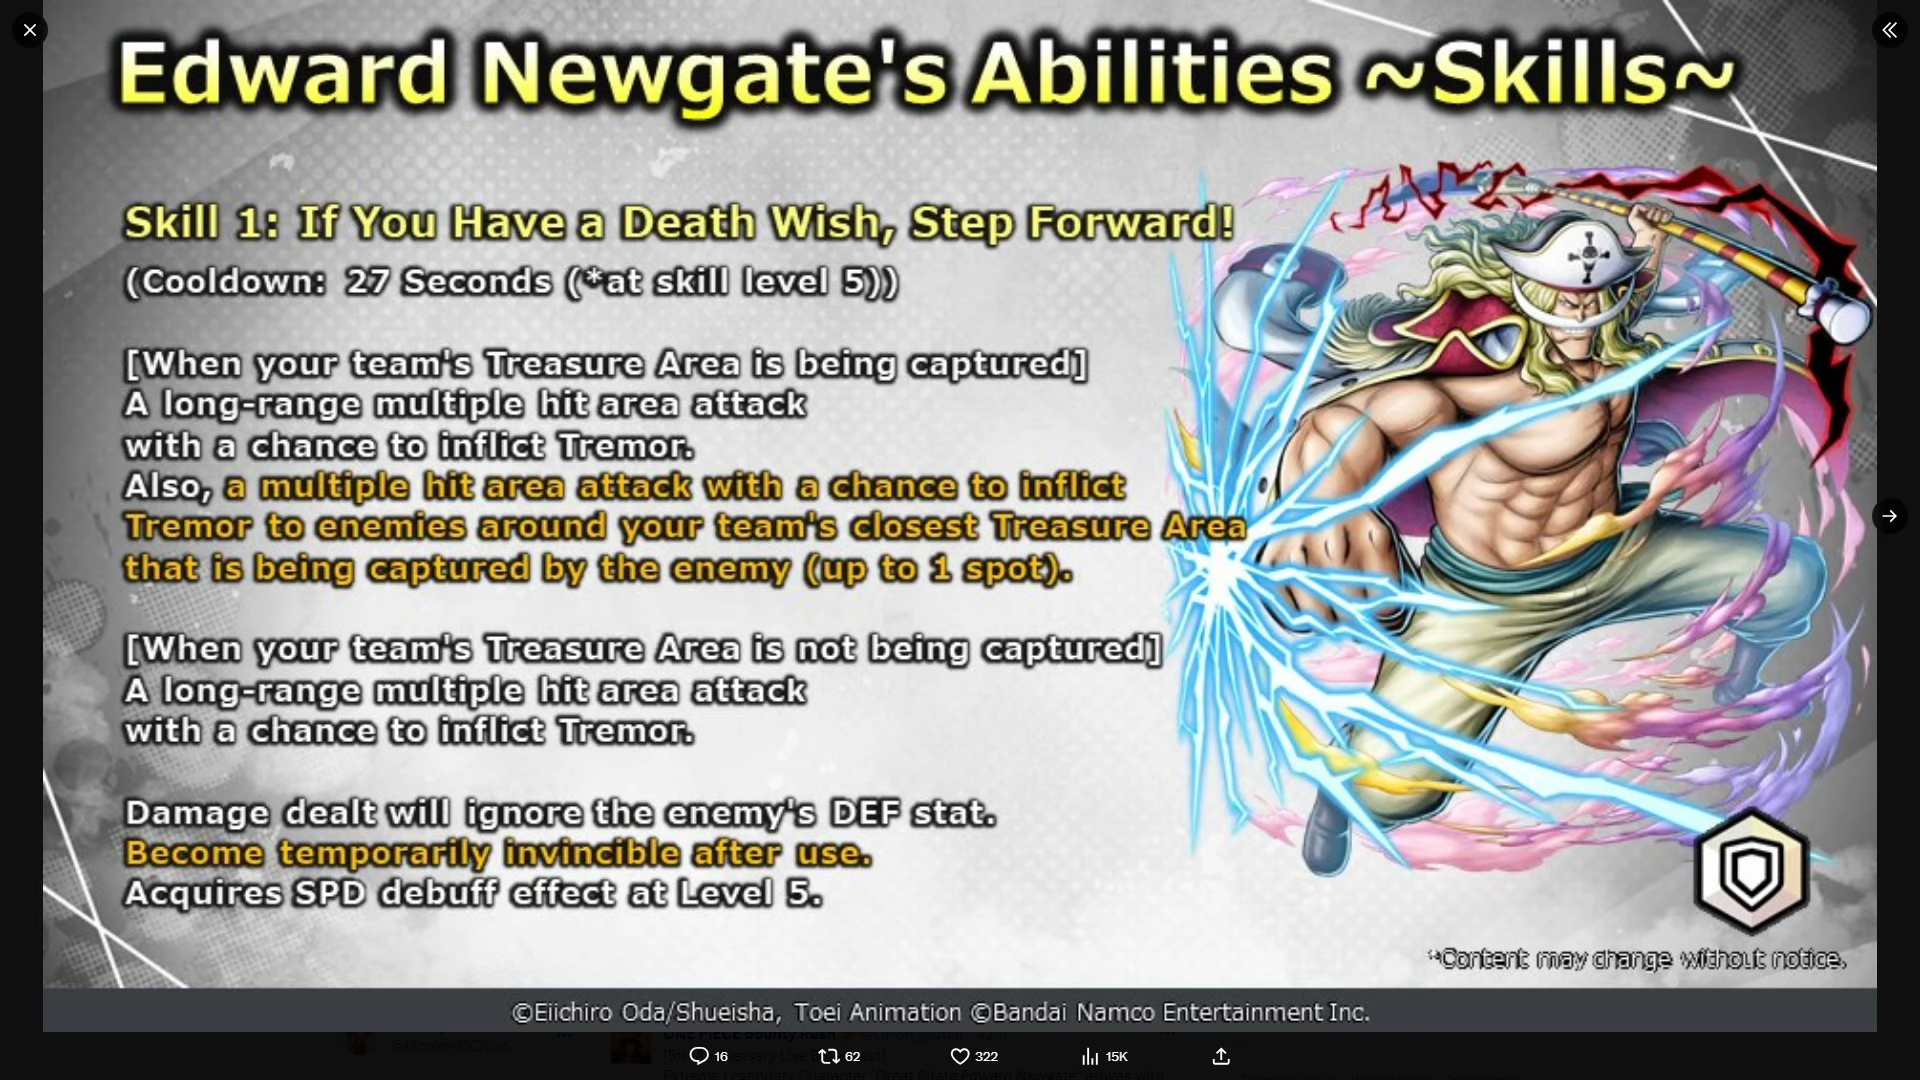 Edward Newgate's Abilities ~Skills~
Skill 1: If You Have a Death Wish, Step Forward!
(Cooldown: 27 Seconds (*at skill level 5))
[When your team's Treasure Area is being captured]
A long-range multiple hit area attack
with a chance to inflict Tremor.
Also, a multiple hit area attack with a chance to inflict
Tremor to enemies around your team's closest Treasure Area
that is being captured by the enemy (up to 1 spot).
[When your team's Treasure Area is not being captured]
A long-range multiple hit area attack
with a chance to inflict Tremor.
Damage dealt will ignore the enemy's DEF stat.
Become temporarily invincible after use.
Acquires SPD debuff effect at Level 5.
*Content may change without notice.
©Eiichiro Oda/Shueisha, Toei Animation ©Bandai Namco Entertainment Inc.
16 62 322 15K